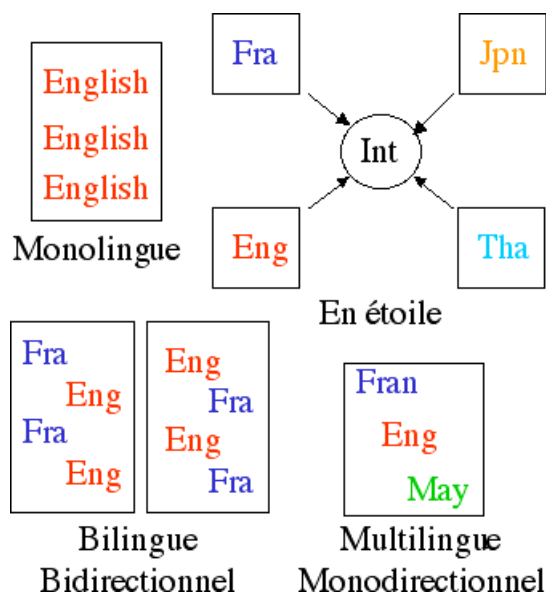 English
English
English
Monolingue
Fra
Jpn
Int
Eng
Tha
En étoile
Fra
Eng
Fra
Eng
Eng
Fra
Eng
Fra
Bilingue
Bidirectionnel
Fran
Eng
May
Multilingue
Monodirectionnel